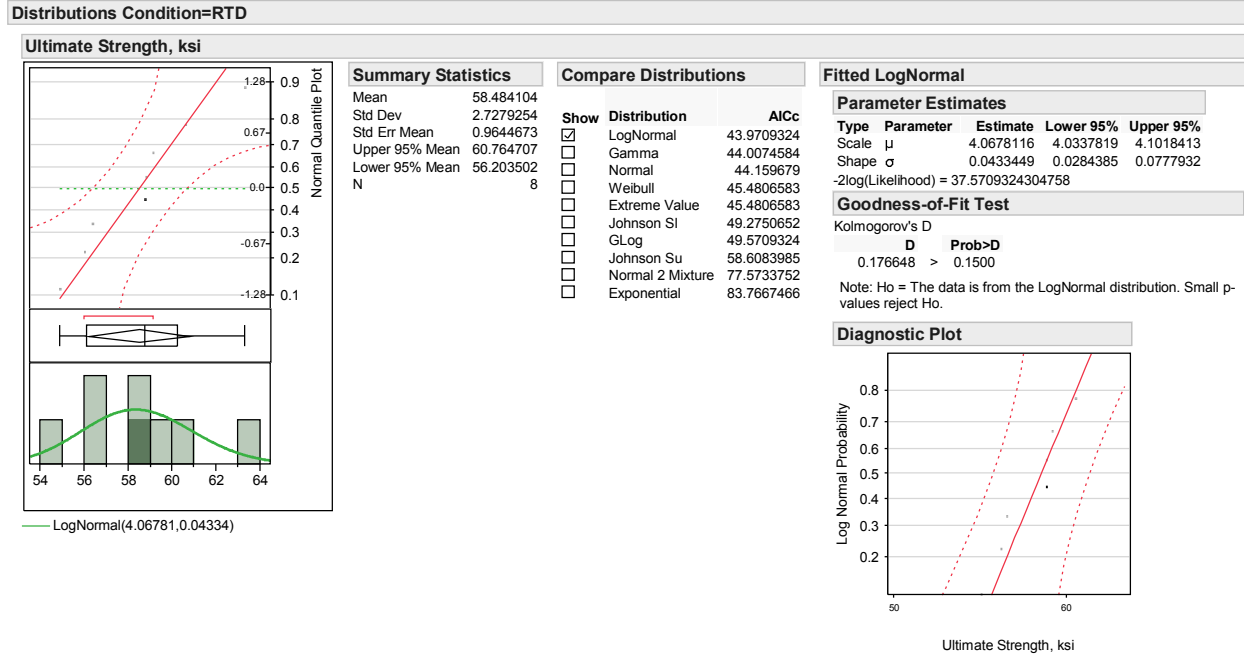 Distributions Condition=RTD
Ultimate Strength, ksi
1.28
0.67
0.0
-0.67
-1.28
0.9
0.8
0.7
0.6
0.5
0.4
0.3
0.2
0.1
Normal Quantile Plot
54 56 58 60 62 64
LogNormal(4.06781,0.04334)
Summary Statistics
Mean 58.484104
Std Dev 2.7279254
Std Err Mean 0.9644673
Upper 95% Mean 60.764707
Lower 95% Mean 56.203502
N 8
Compare Distributions
Show Distribution AICc
LogNormal 43.9709324
Gamma 44.0074584
Normal 44.159679
Weibull 45.4806583
Extreme Value 45.4806583
Johnson Sl 49.2750652
GLog 49.5709324
Johnson Su 58.6083985
Normal 2 Mixture 77.5733752
Exponential 83.7667466
Fitted LogNormal
Parameter Estimates
Type Parameter Estimate Lower 95% Upper 95%
Scale μ 4.0678116 4.0337819 4.1018413
Shape σ 0.0433449 0.0284385 0.0777932
-2log(Likelihood) = 37.5709324304758
Goodness-of-Fit Test
Kolmogorov's D
D Prob>D
0.176648 > 0.1500
Note: Ho = The data is from the LogNormal distribution. Small p-
values reject Ho.
Diagnostic Plot
Log Normal Probability
0.8
0.7
0.6
0.5
0.4
0.3
0.2
50 60
Ultimate Strength, ksi